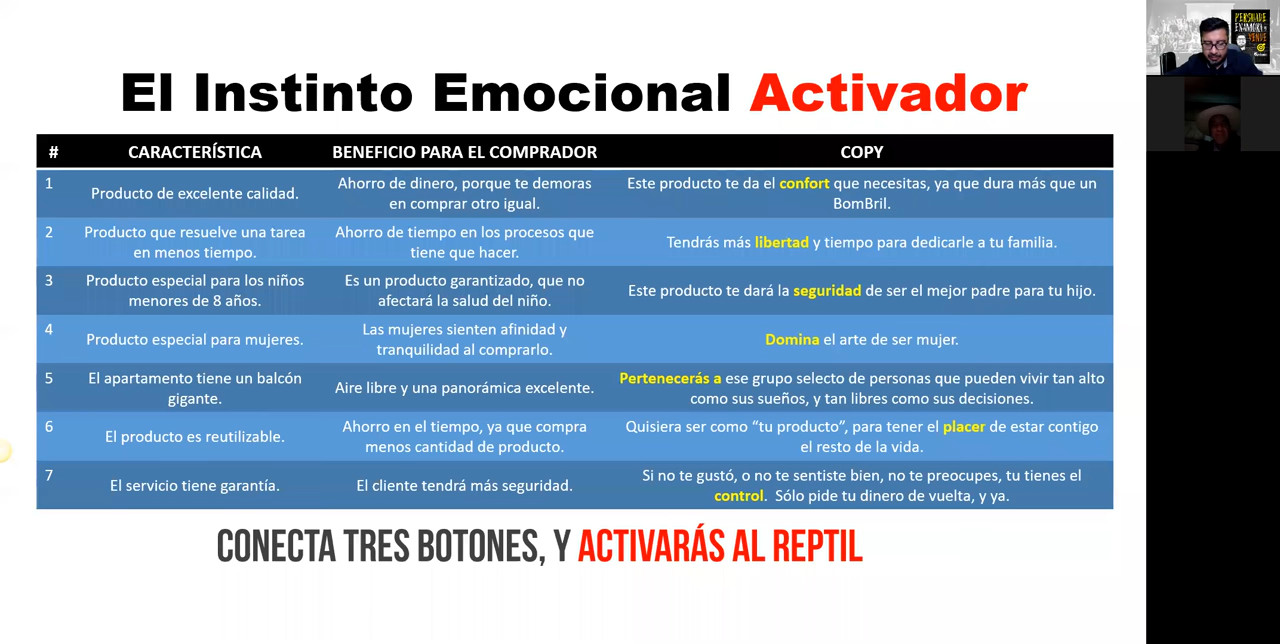 El Instinto Emocional Activador
# CARACTERÍSTICA BENEFICIO PARA EL COMPRADOR COPY
1 Producto de excelente calidad. Ahorro de dinero, porque te demoras en comprar otro igual. Este producto te da el confort que necesitas, ya que dura más que un BomBril.
2 Producto que resuelve una tarea en menos tiempo. Ahorro de tiempo en los procesos que tiene que hacer. Tendrás más libertad y tiempo para dedicarle a tu familia.
3 Producto especial para los niños menores de 8 años. Es un producto garantizado, que no afectará la salud del niño. Este producto te dará la seguridad de ser el mejor padre para tu hijo.
4 Producto especial para mujeres. Las mujeres sienten afinidad y tranquilidad al comprarlo. Domina el arte de ser mujer.
5 El apartamento tiene un balcón gigante. Aire libre y una panorámica excelente. Pertenecerás a ese grupo selecto de personas que pueden vivir tan alto como sus sueños, y tan libres como sus decisiones.
6 El producto es reutilizable. Ahorro en el tiempo, ya que compra menos cantidad de producto. Quisiera ser como “tu producto”, para tener el placer de estar contigo el resto de la vida.
7 El servicio tiene garantía. El cliente tendrá más seguridad. Si no te gustó, o no te sentiste bien, no te preocupes, tu tienes el control. Sólo pide tu dinero de vuelta, y ya.
CONECTA TRES BOTONES, Y ACTIVARÁS AL REPTIL
PERSUADE
ENAMORA Y
VENDE